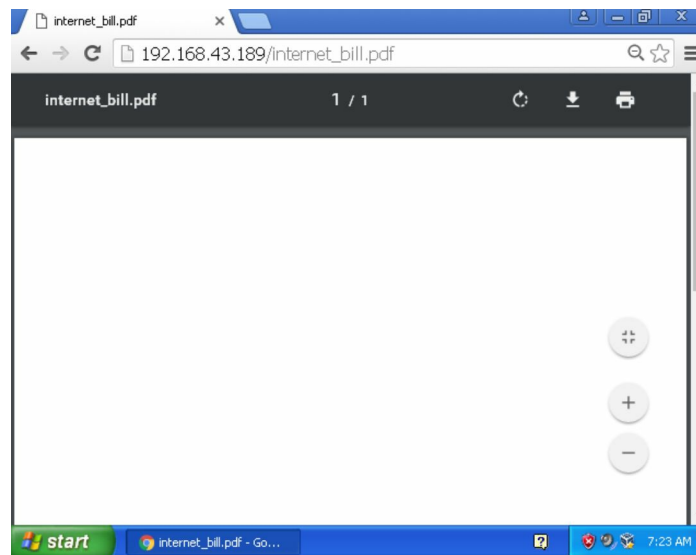 internet_bill.pdf
192.168.43.189/internet_bill.pdf
internet_bill.pdf 1 / 1
start internet_bill.pdf - Go... 7:23 AM